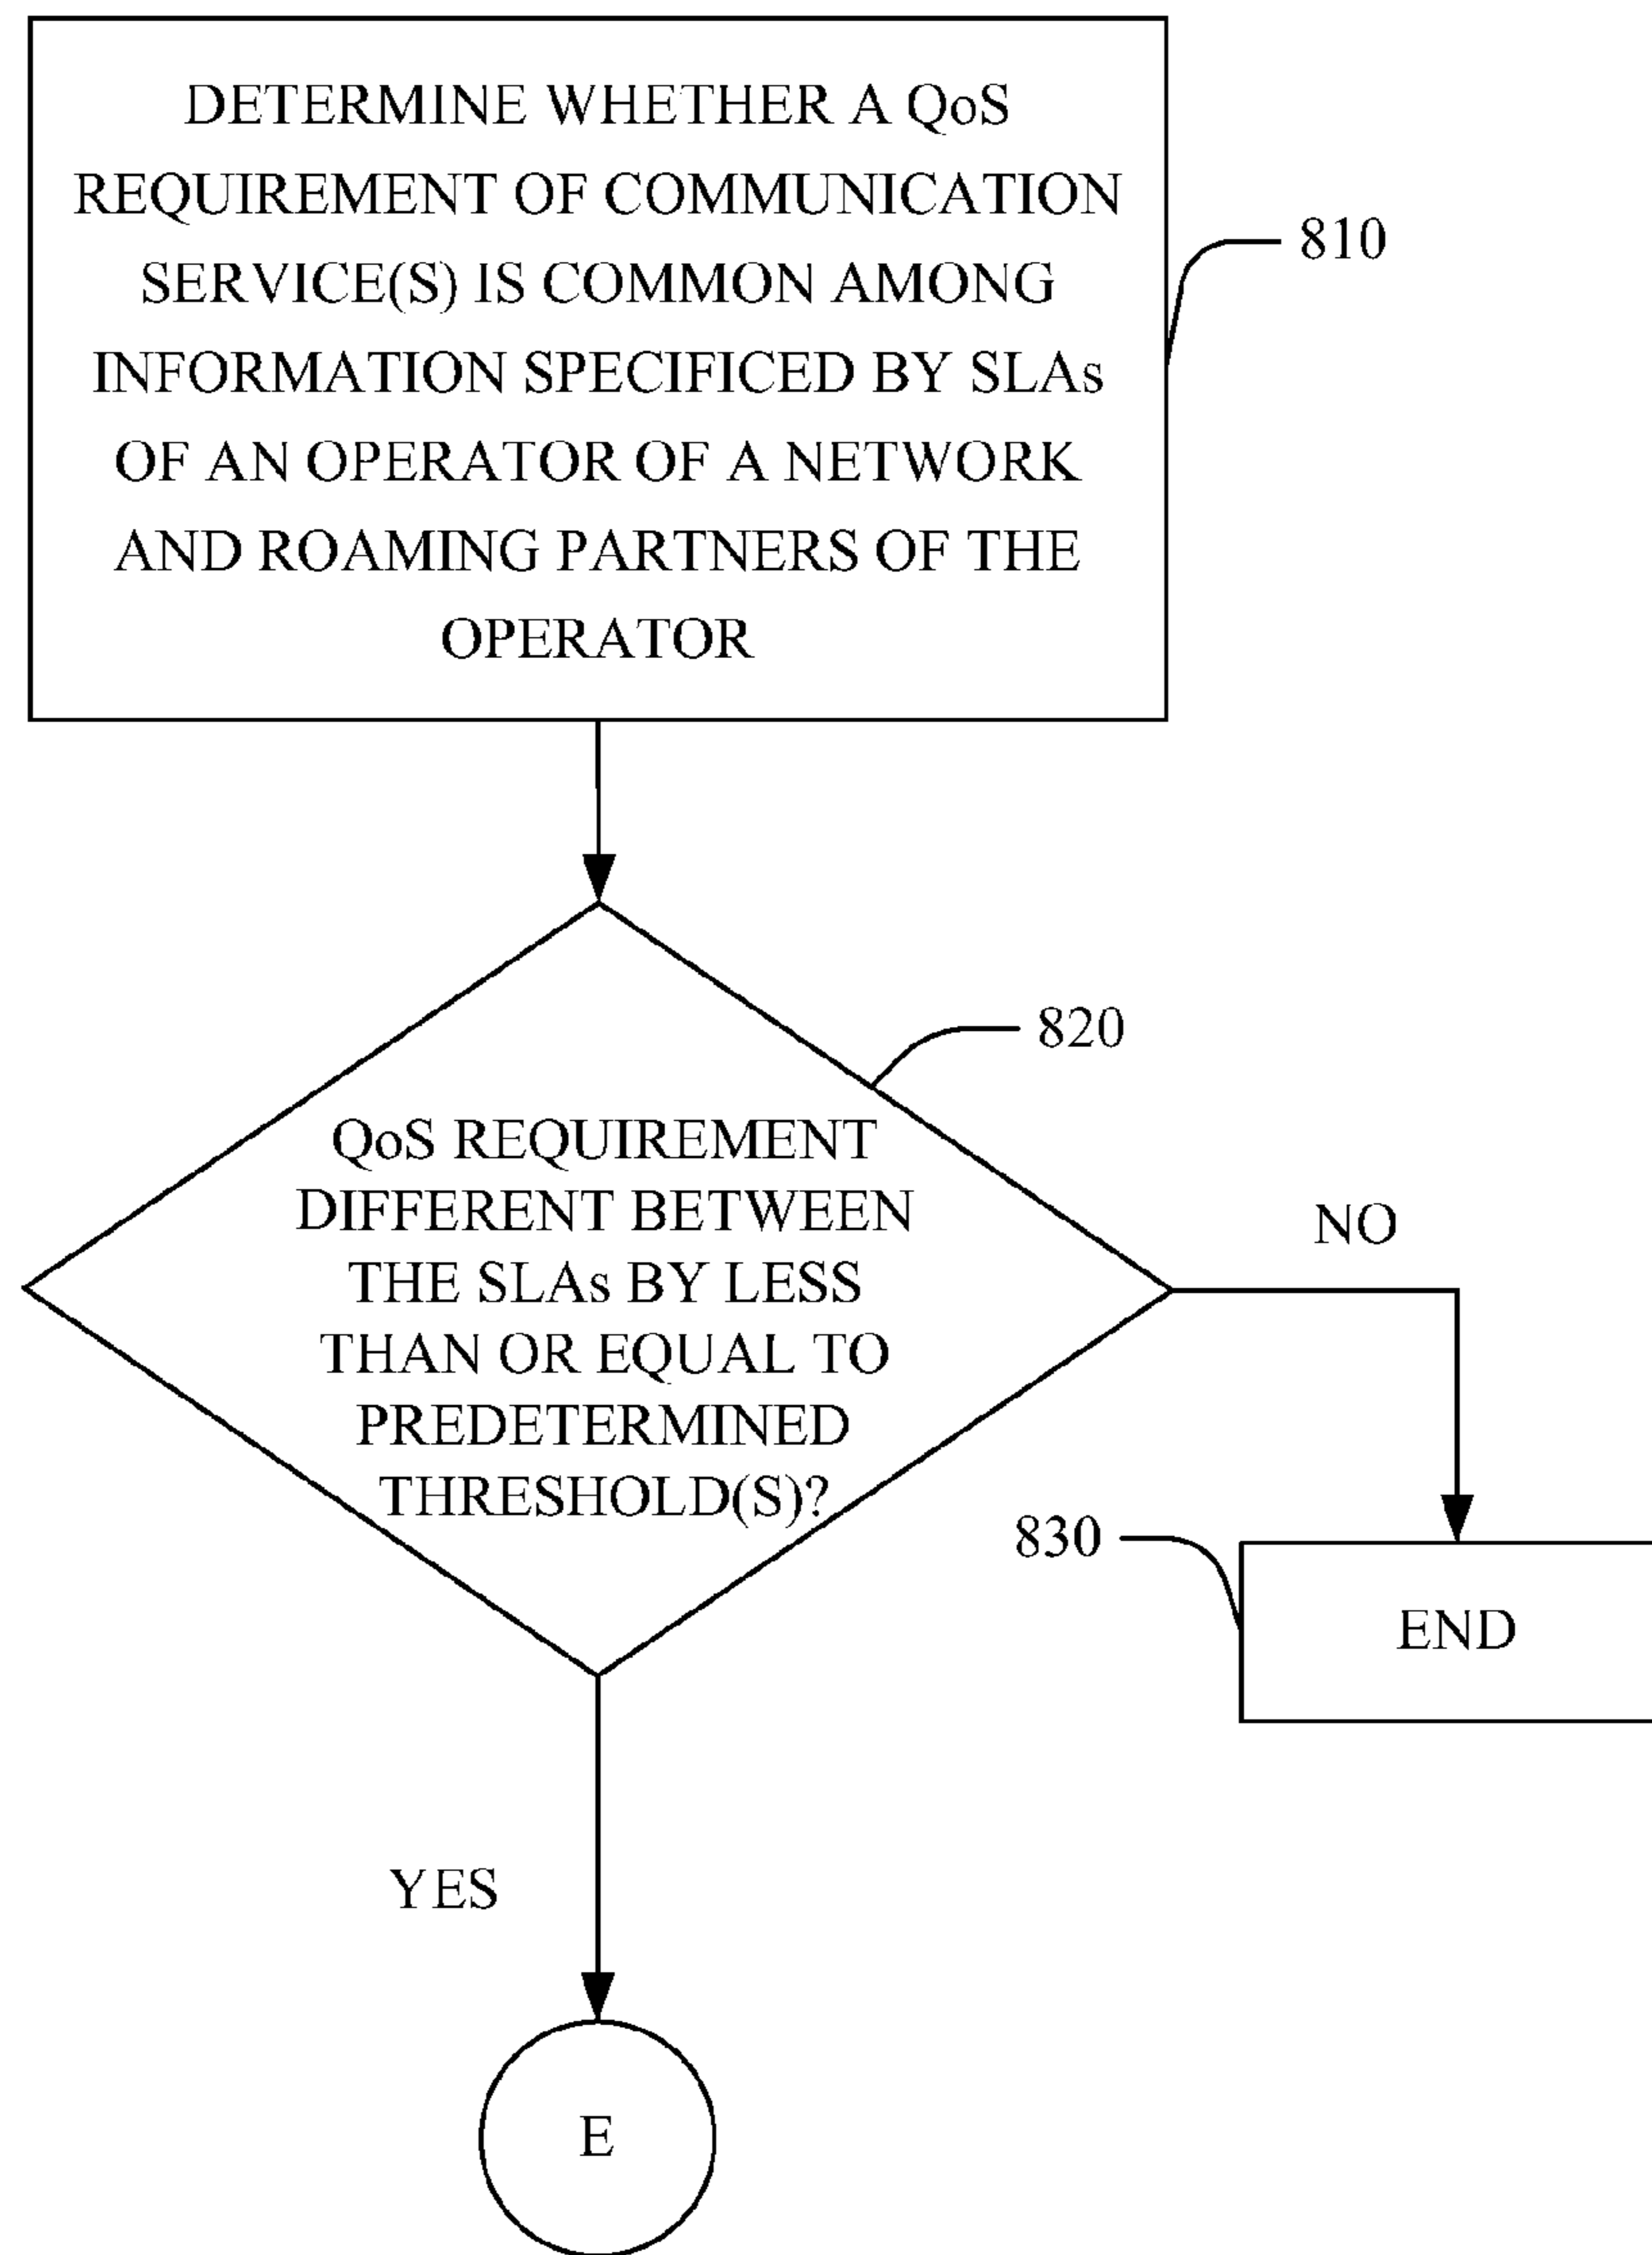 DETERMINE WHETHER A QoS
REQUIREMENT OF COMMUNICATION
SERVICE(S) IS COMMON AMONG
INFORMATION SPECIFICED BY SLAs
OF AN OPERATOR OF A NETWORK
AND ROAMING PARTNERS OF THE
OPERATOR
810
820
QoS REQUIREMENT
DIFFERENT BETWEEN
THE SLAs BY LESS
THAN OR EQUAL TO
PREDETERMINED
THRESHOLD(S)?
NO
830
END
YES
E